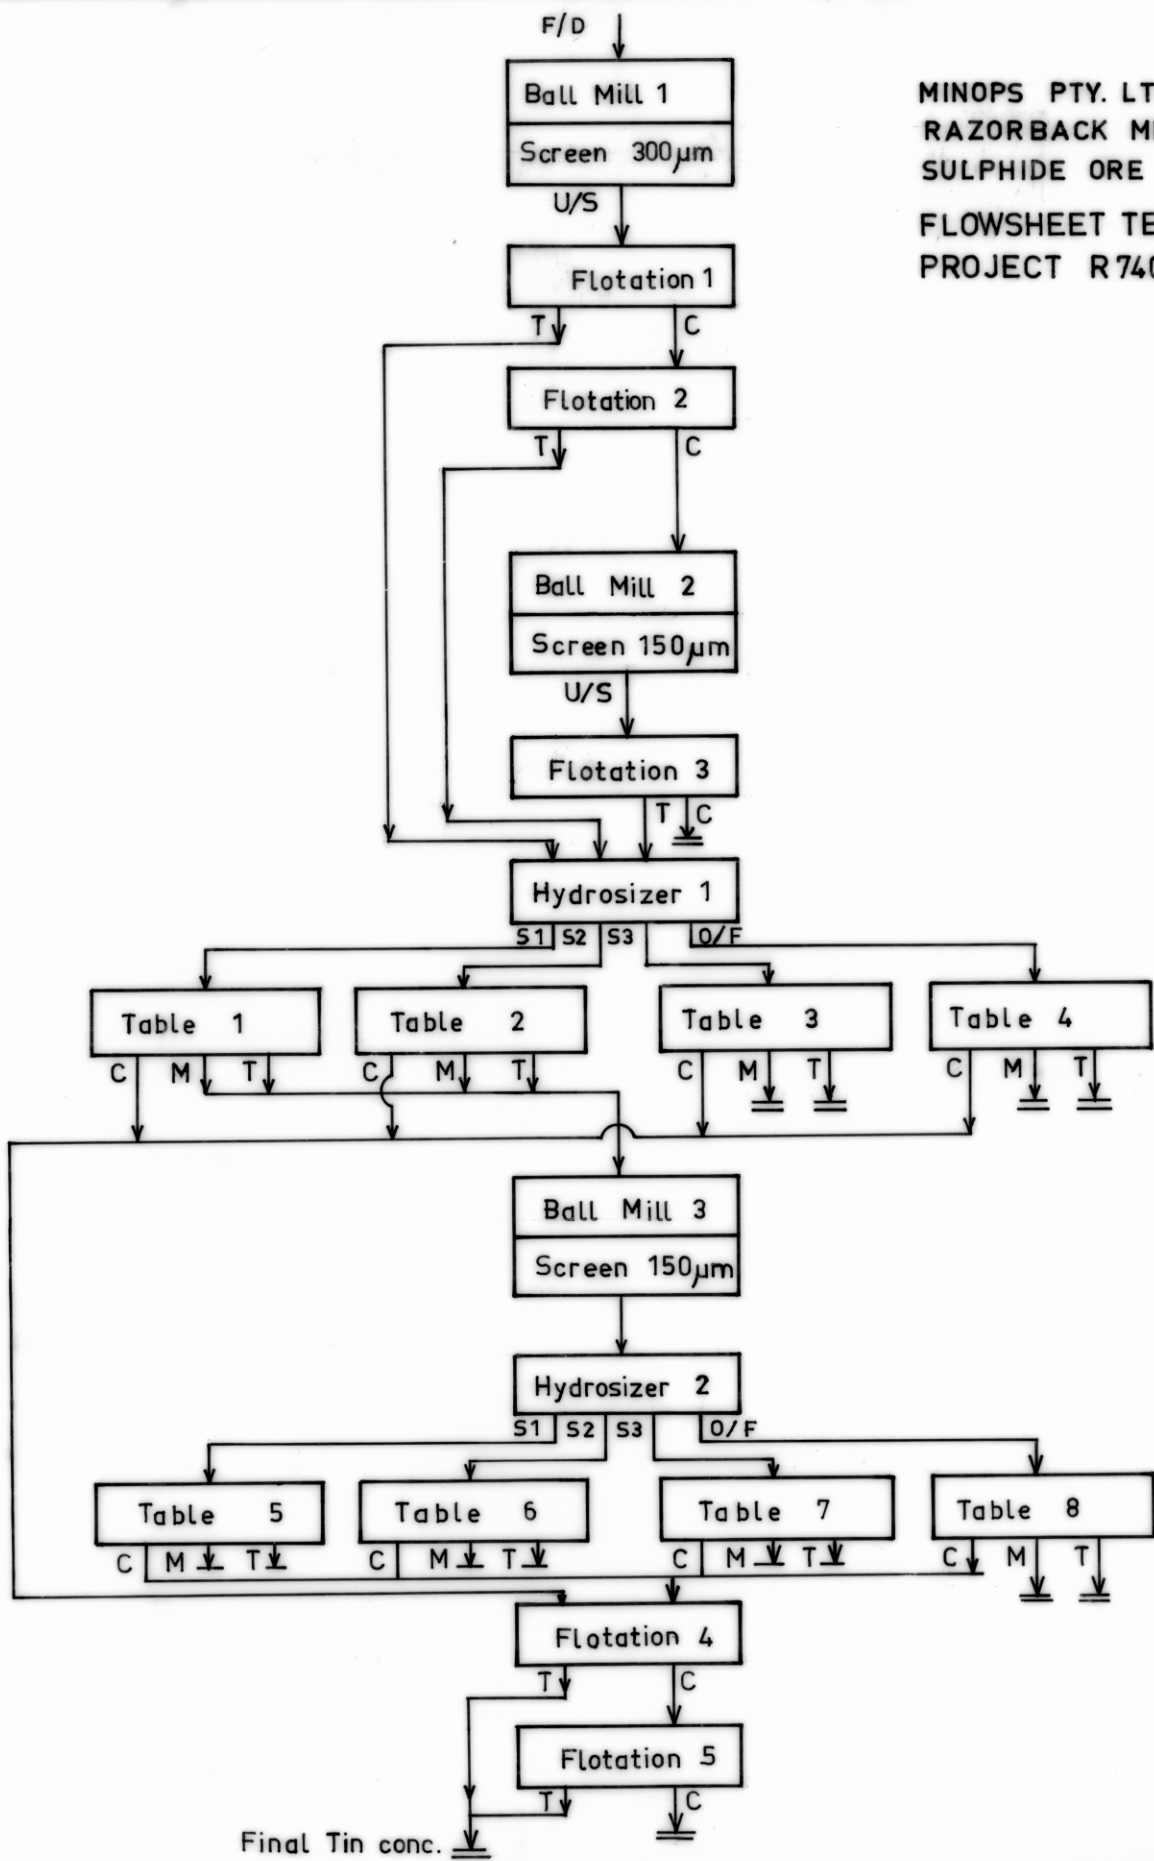 F/D
Ball Mill 1
Screen 300µm
U/S
MINOPS PTY. LT
RAZORBACK M
SULPHIDE ORE
FLOWSHEET TE
PROJECT R740
Flotation 1
T C
Flotation 2
T C
Ball Mill 2
Screen 150µm
U/S
Flotation 3
T C
Hydrosizer 1
S1 S2 S3 O/F
Table 1 Table 2 Table 3 Table 4
C M T C M T C M T C M T
Ball Mill 3
Screen 150µm
Hydrosizer 2
S1 S2 S3 O/F
Table 5 Table 6 Table 7 Table 8
C M T C M T C M T C M T
Flotation 4
T C
Flotation 5
T C
Final Tin conc.